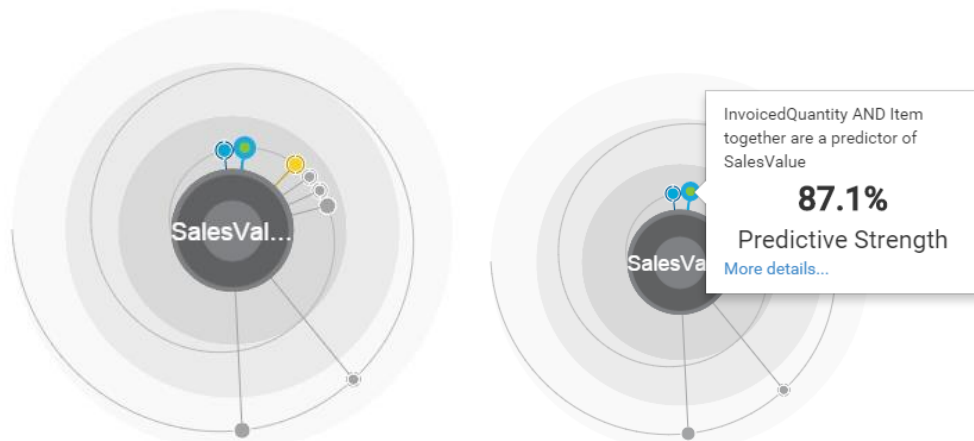 SalesVal...
InvoicedQuantity AND Item
together are a predictor of
SalesValue
87.1%
Predictive Strength
More details...
SalesVa